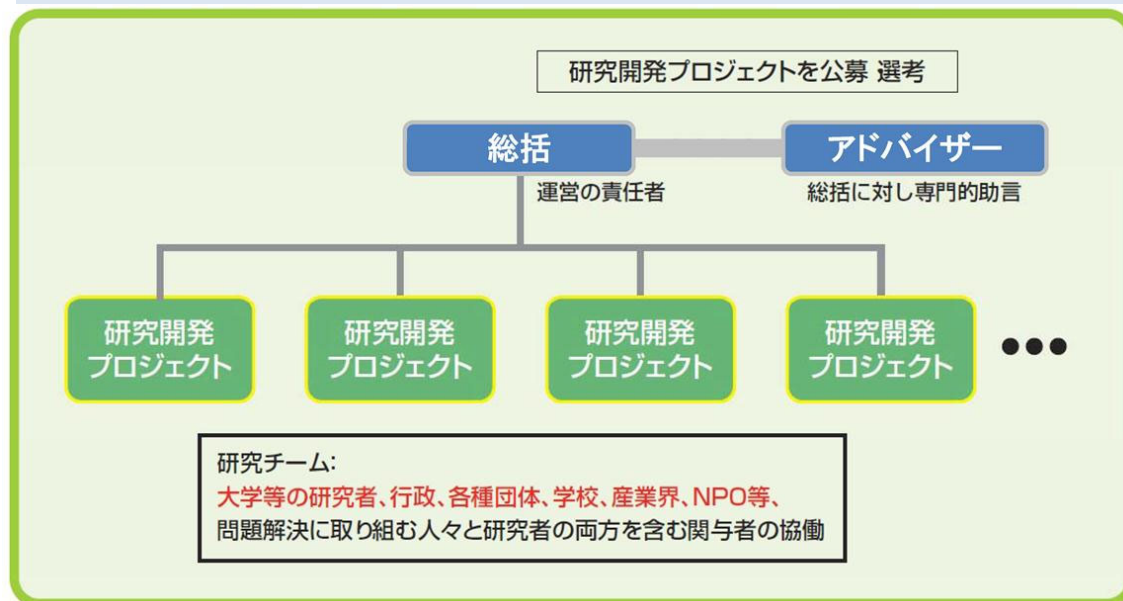 研究開発プロジェクトを公募 選考
総括
アドバイザー
運営の責任者
総括に対し専門的助言
研究開発
プロジェクト
研究開発
プロジェクト
研究開発
プロジェクト
研究開発
プロジェクト
●●●
研究チーム:
大学等の研究者、行政、各種団体、学校、産業界、NPO等、
問題解決に取り組む人々と研究者の両方を含む関与者の協働